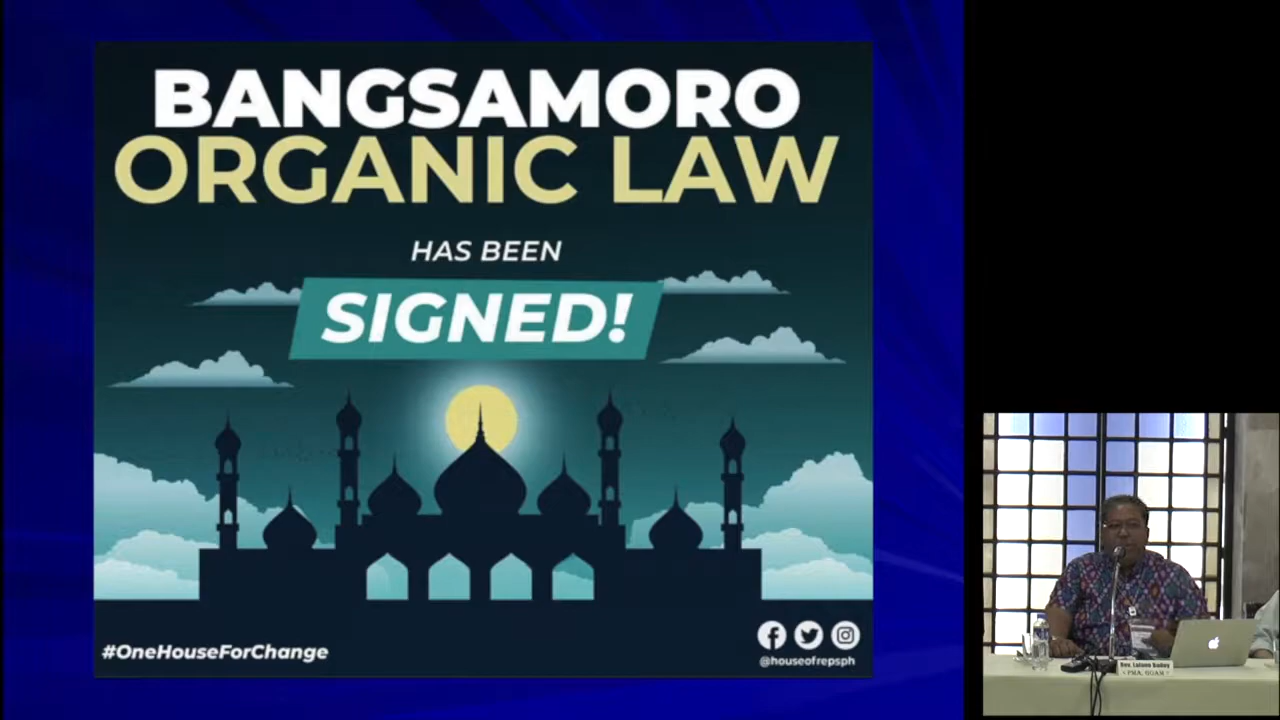 BANGSAMORO
ORGANIC LAW
HAS BEEN
SIGNED!
#OneHouseForChange
@houseofrepsph